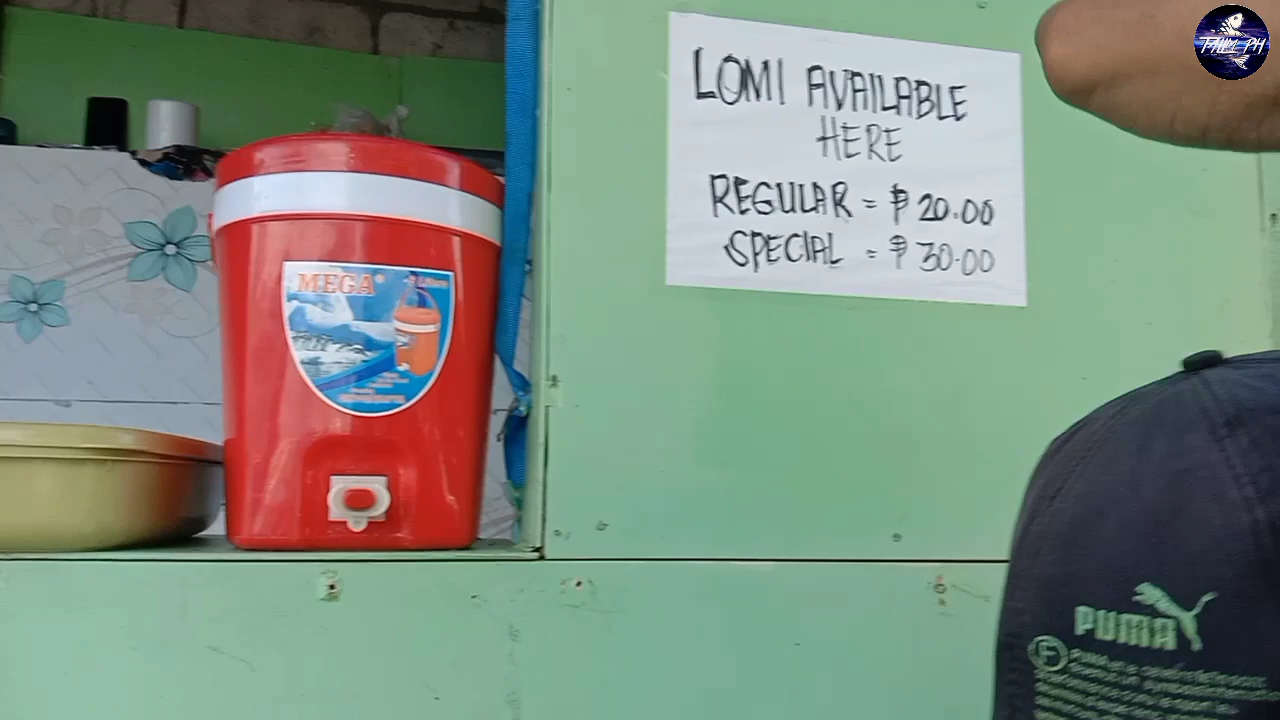 LOMI AVAILABLE
HERE
REGULAR = ₱ 20.00
SPECIAL = ₱ 30.00
MEGA
PUMA